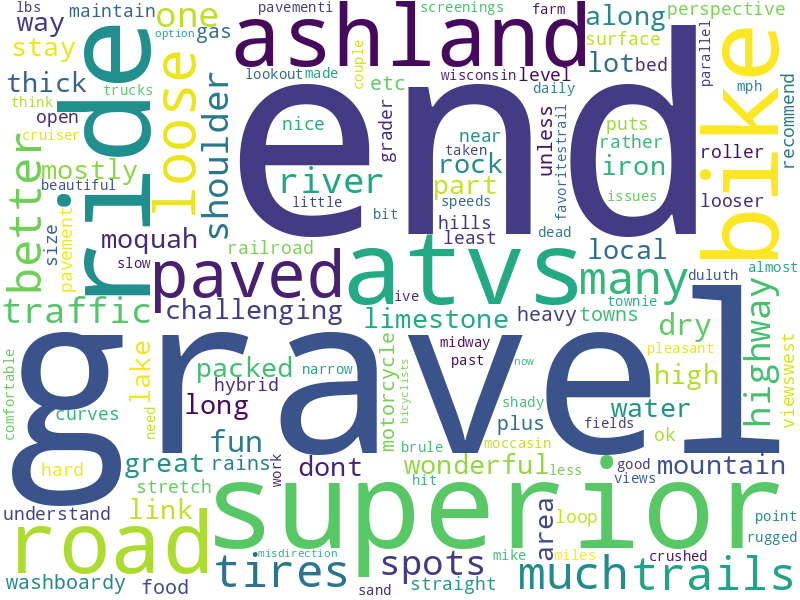 lbs
maintain
pavementi
screenings
farm
perspective
way
one
gas
ashland
along
stay
option
couple
surface
thick
trucks
ride
loose
shoulder
lookout
made
etc
wisconsin
level
lot
bed
parallel
bike
mph
recommend
think
open
cruiser
daily
better
mostly
beautiful
nice
grader
end
near
taken
rock
unless
favoritestrail
puts
rather
iron
roller
river
part
speeds
issues
looser
little
size
pavement
moquah
railroad
bit
hills
least
dead
local
slow
paved
atvs
many
duluth
almost
traffic
challenging
ive
limestone
heavy
townie
towns
highway
viewswest
gravel
midway
past
dry
pleasant
comfortable
lake
packed
narrow
motorcycle
bicyclists
now
high
hybrid
need
curves
long
shady
plus
fields
water
fun
brule
moccasin
ok
hard
great
rains
work
dont
wonderful
less
good
mountain
hit
views
stretch
superior
understand
link
area
loop
point
road
spots
rugged
misdirection
mike
miles
crushed
washboardy
food
tires
sand
straight
much
trails